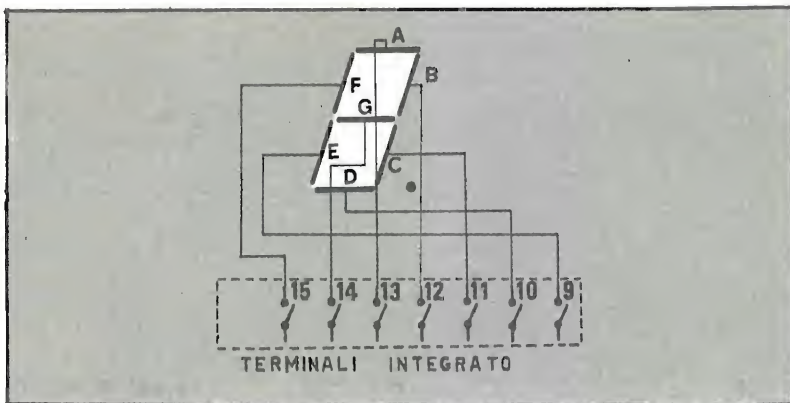 A
B
F
G
E
C
D
15 14 13 12 11 10 9
TERMINALI INTEGRATO